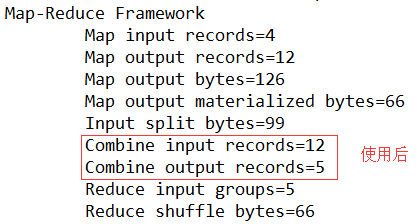 Map-Reduce Framework
Map input records=4
Map output records=12
Map output bytes=126
Map output materialized bytes=66
Input split bytes=99
Combine input records=12
Combine output records=5
使用后
Reduce input groups=5
Reduce shuffle bytes=66